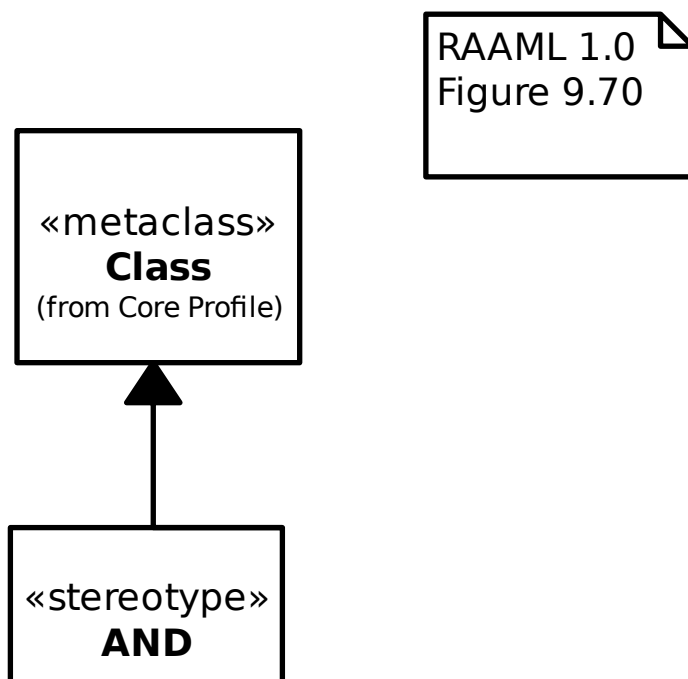 RAAML 1.0
Figure 9.70
«metaclass»
Class
(from Core Profile)
«stereotype»
AND